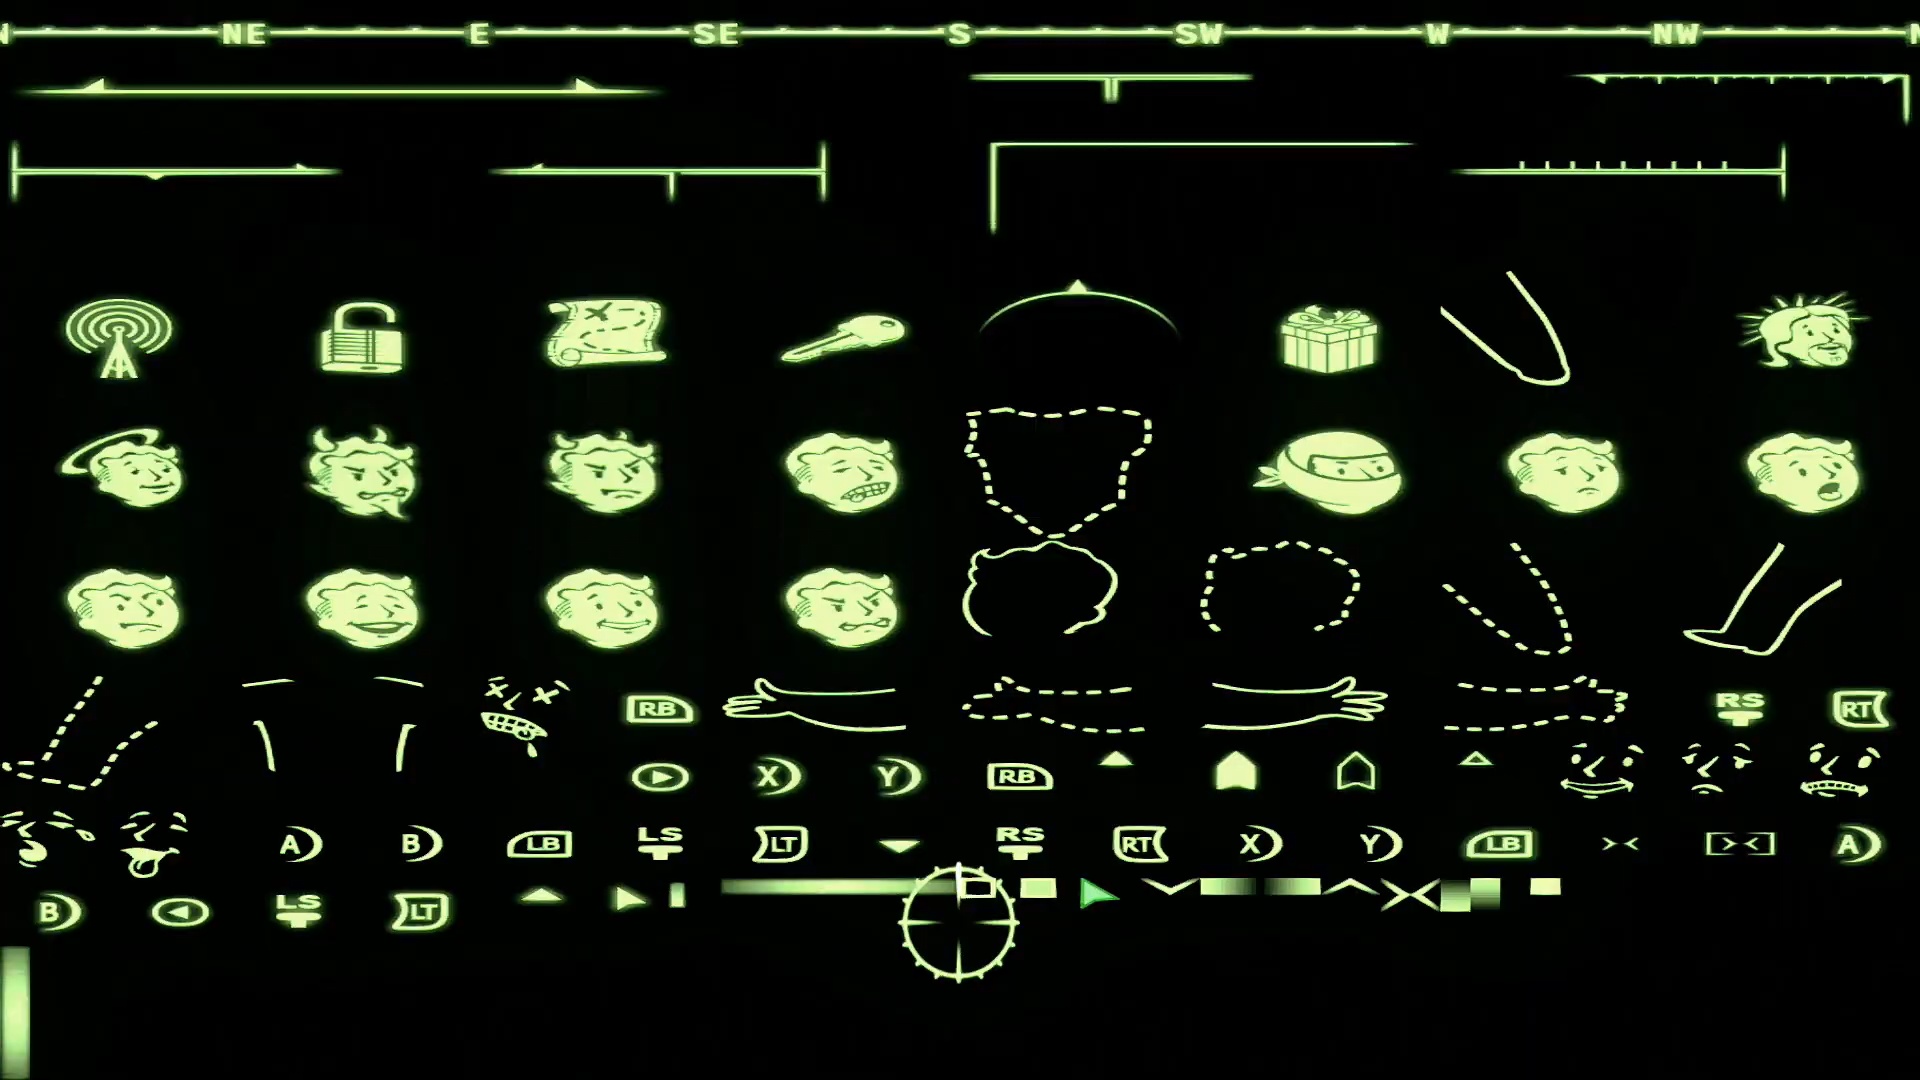 N NE E SE S SW W NW N
RB RS RT
X Y RB
A B LB LS LT RS RT X Y LB A
B LS LT